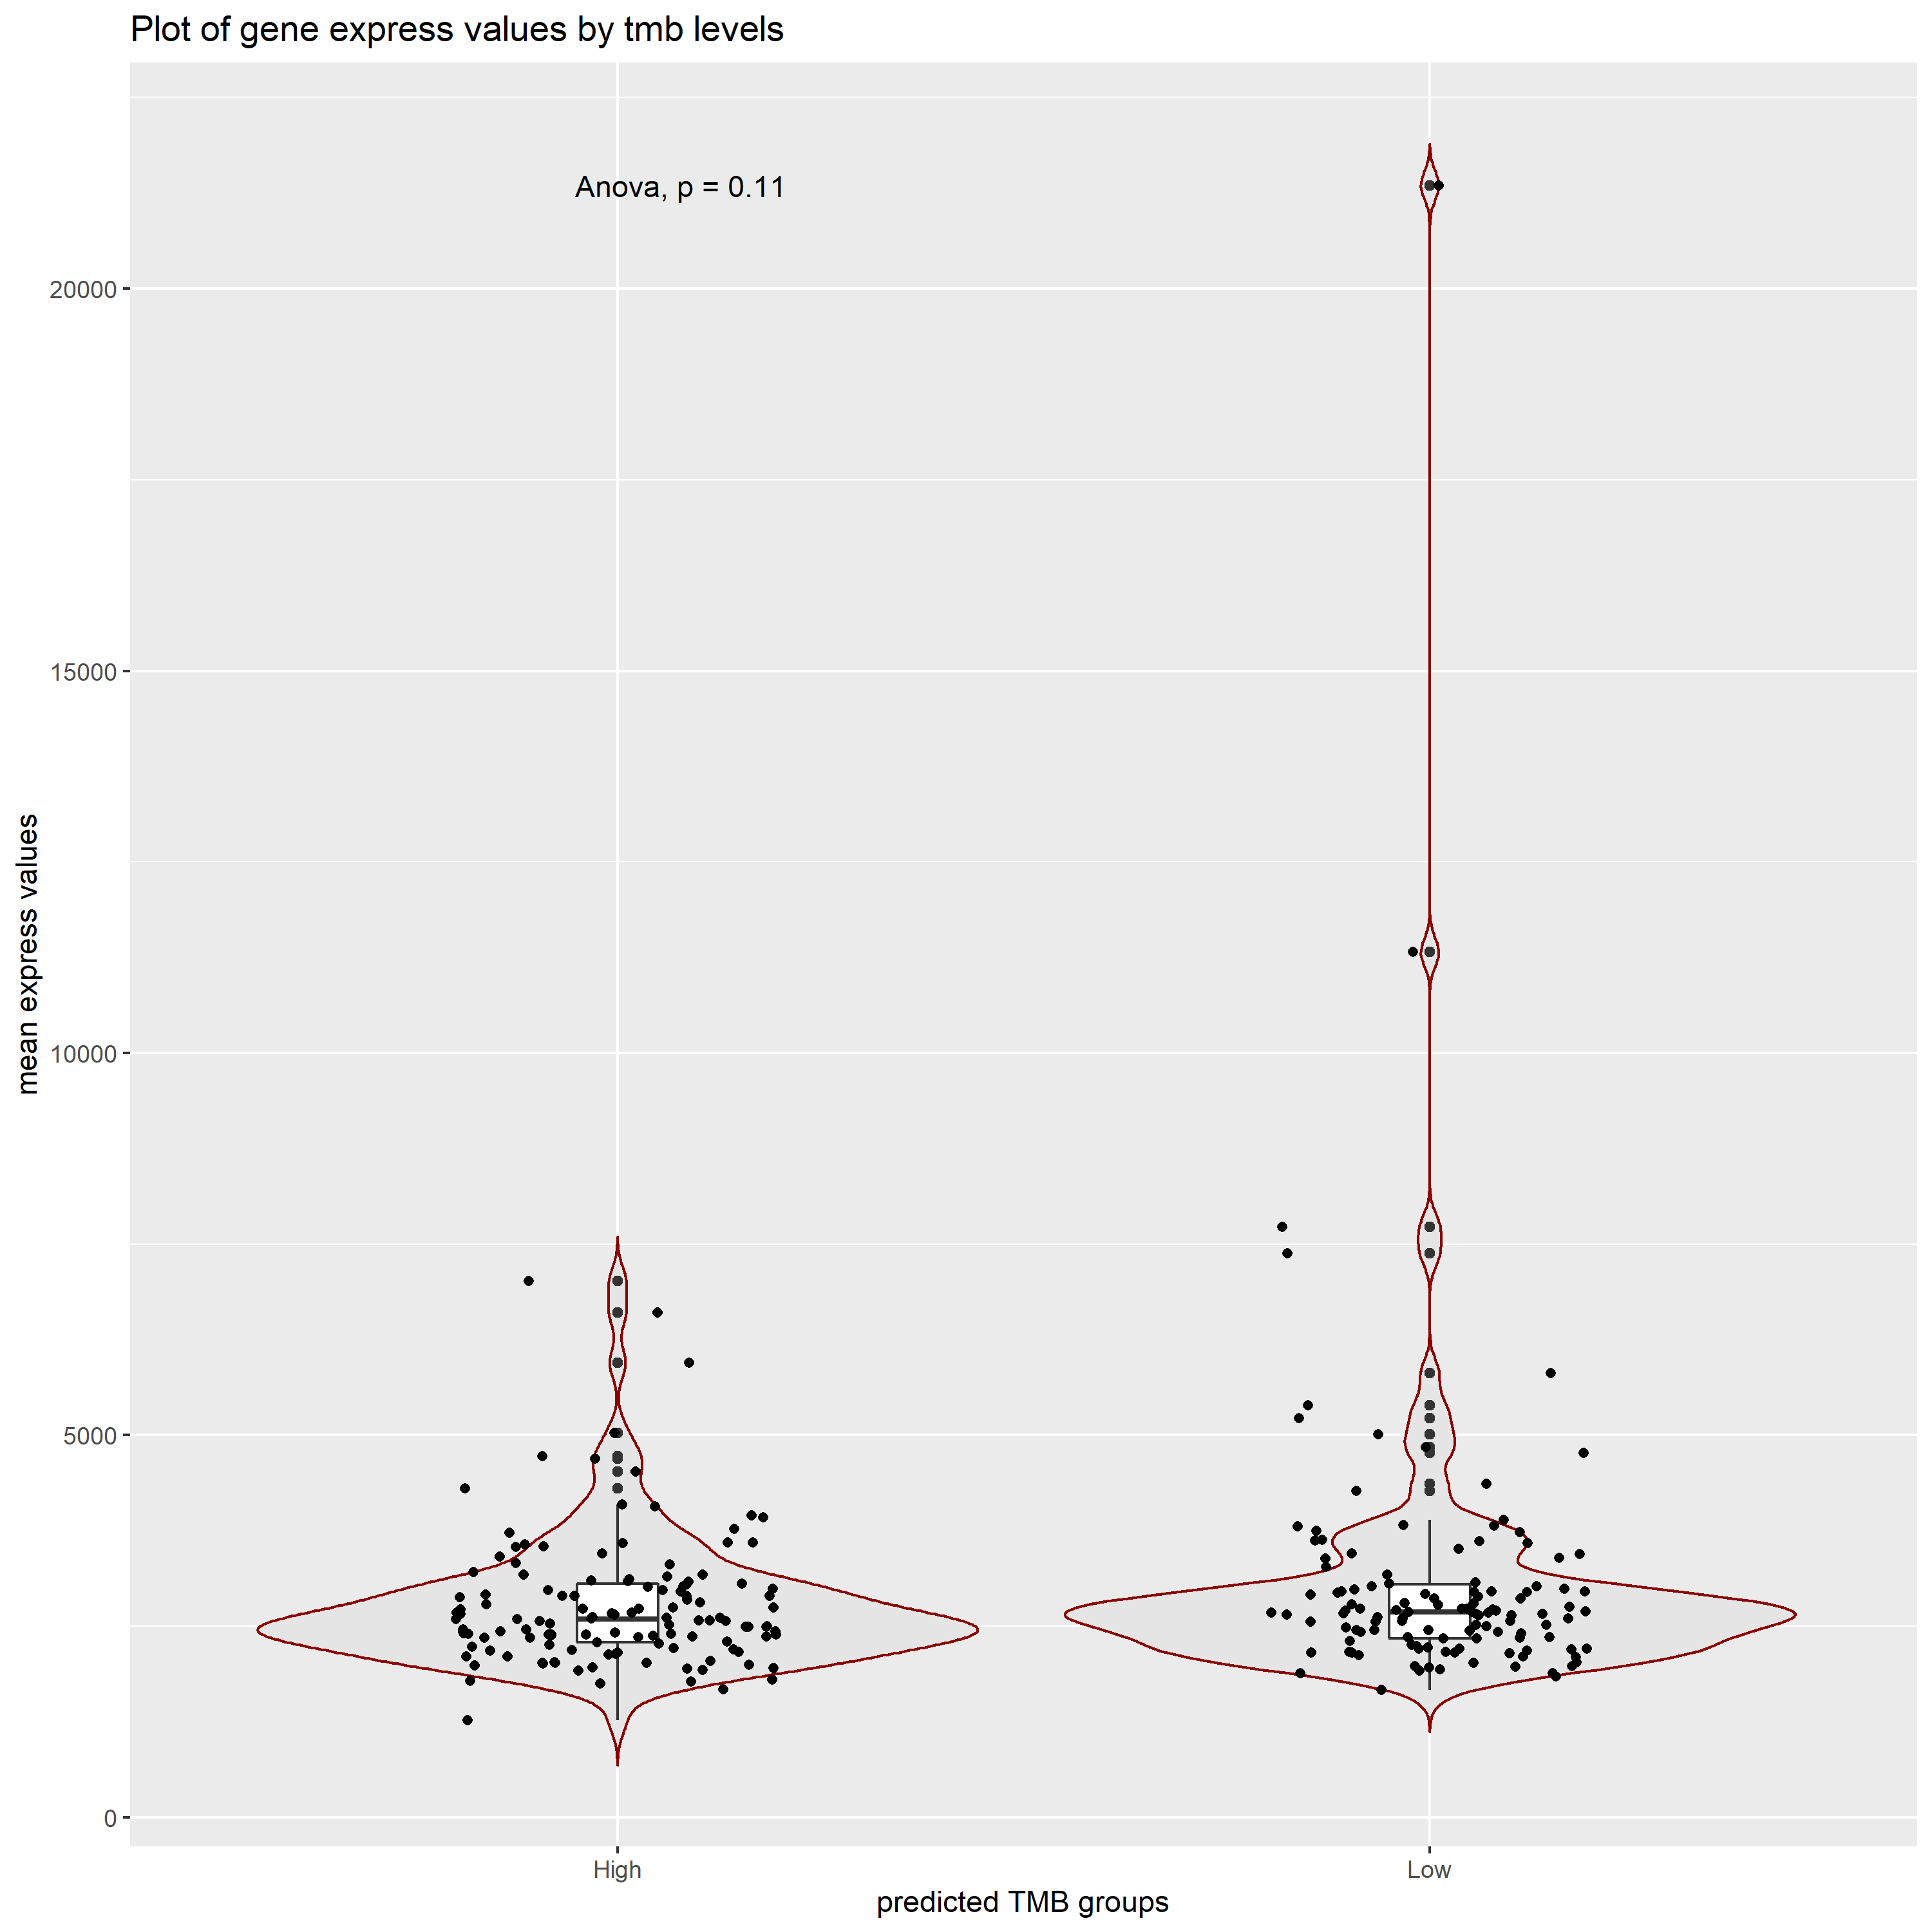 Plot of gene express values by tmb levels
Anova, p = 0.11
20000
15000
10000
5000
0
mean express values
High
Low
predicted TMB groups